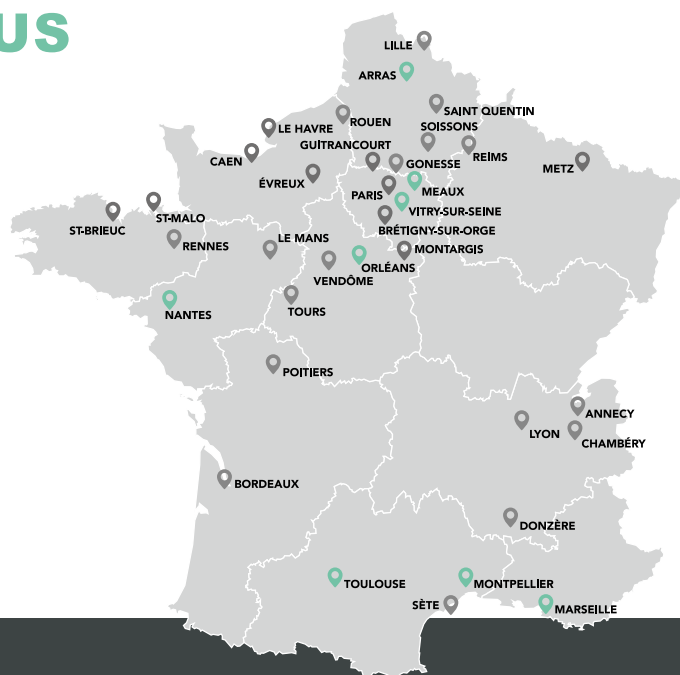 US
LILLE
ARRAS
SAINT QUENTIN
ROUEN
SOISSONS
LE HAVRE
GUITRANCOURT
CAEN
GONESSE
REIMS
METZ
ÉVREUX
PARIS
MEAUX
VITRY-SUR-SEINE
ST-MALO
ST-BRIEUC
BRÉTIGNY-SUR-ORGE
LE MANS
RENNES
MONTARGIS
ORLÉANS
VENDÔME
TOURS
NANTES
POITIERS
ANNECY
LYON
CHAMBÉRY
BORDEAUX
DONZÈRE
TOULOUSE
MONTPELLIER
SÈTE
MARSEILLE